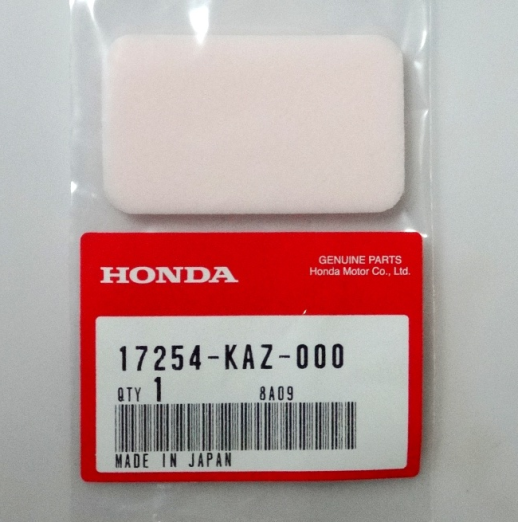 HONDA
GENUINE PARTS
Honda Motor Co., Ltd.
17254-KAZ-000
QTY 1 8A09
MADE IN JAPAN